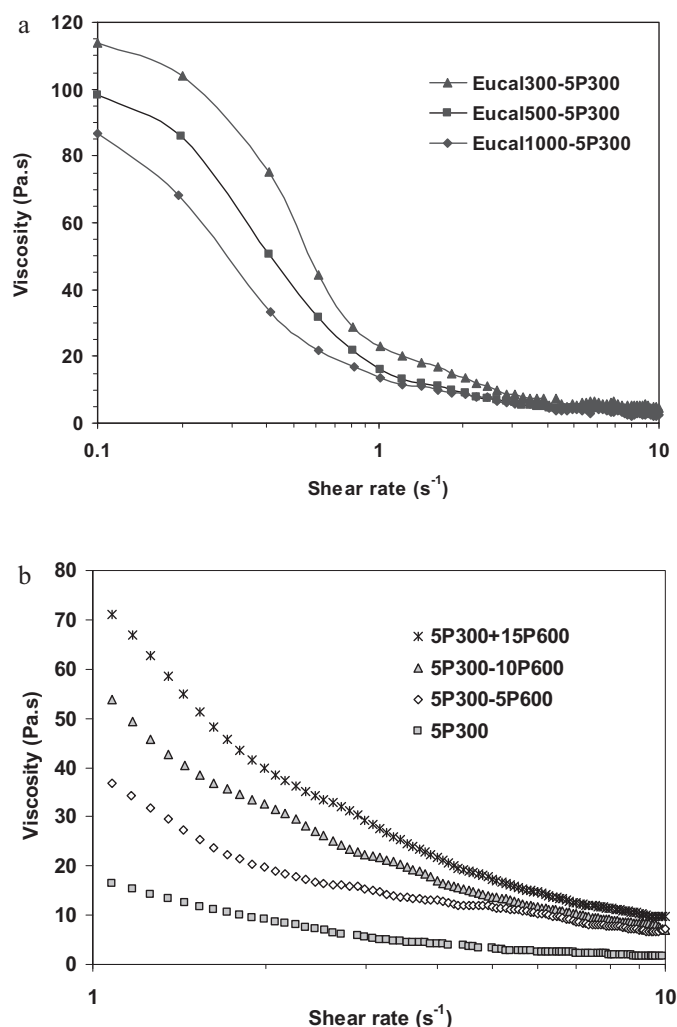 a
120
100
80
60
40
20
0
Viscosity (Pa.s)
Eucal300-5P300
Eucal500-5P300
Eucal1000-5P300
0.1 1 10
Shear rate (s⁻¹)
b
80
70
60
50
40
30
20
10
0
Viscosity (Pa.s)
5P300+15P600
5P300-10P600
5P300-5P600
5P300
1 10
Shear rate (s⁻¹)